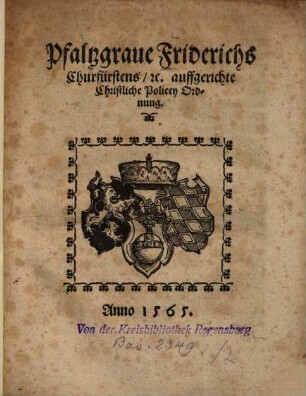 Pfaltzgraue Friderichs
Churfürstens / ꝛc. auffgerichte
Christliche Policey Ord-
nung.
Anno 1565.
Von der Kreisbibliothek Regensburg